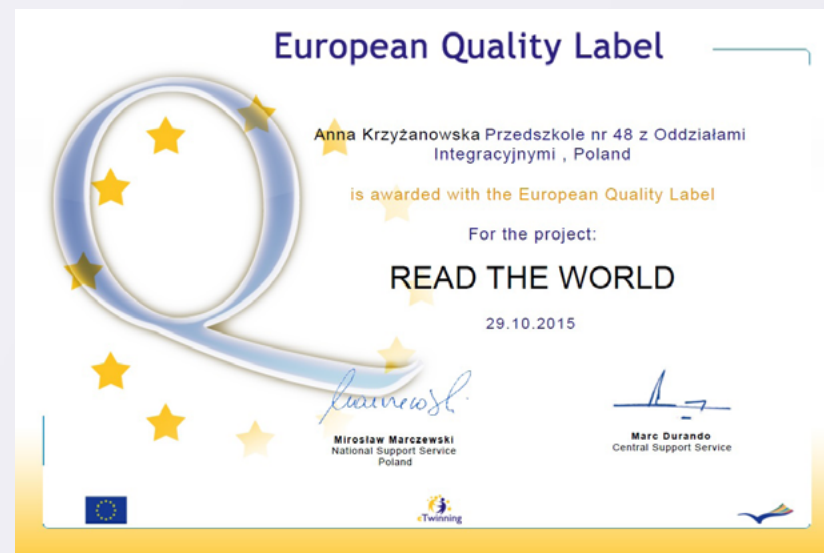 European Quality Label
Anna Krzyżanowska Przedszkole nr 48 z Oddziałami
Integracyjnymi , Poland
is awarded with the European Quality Label
For the project:
READ THE WORLD
29.10.2015
Mirosław Marczewski
National Support Service
Poland
Marc Durando
Central Support Service
eTwinning